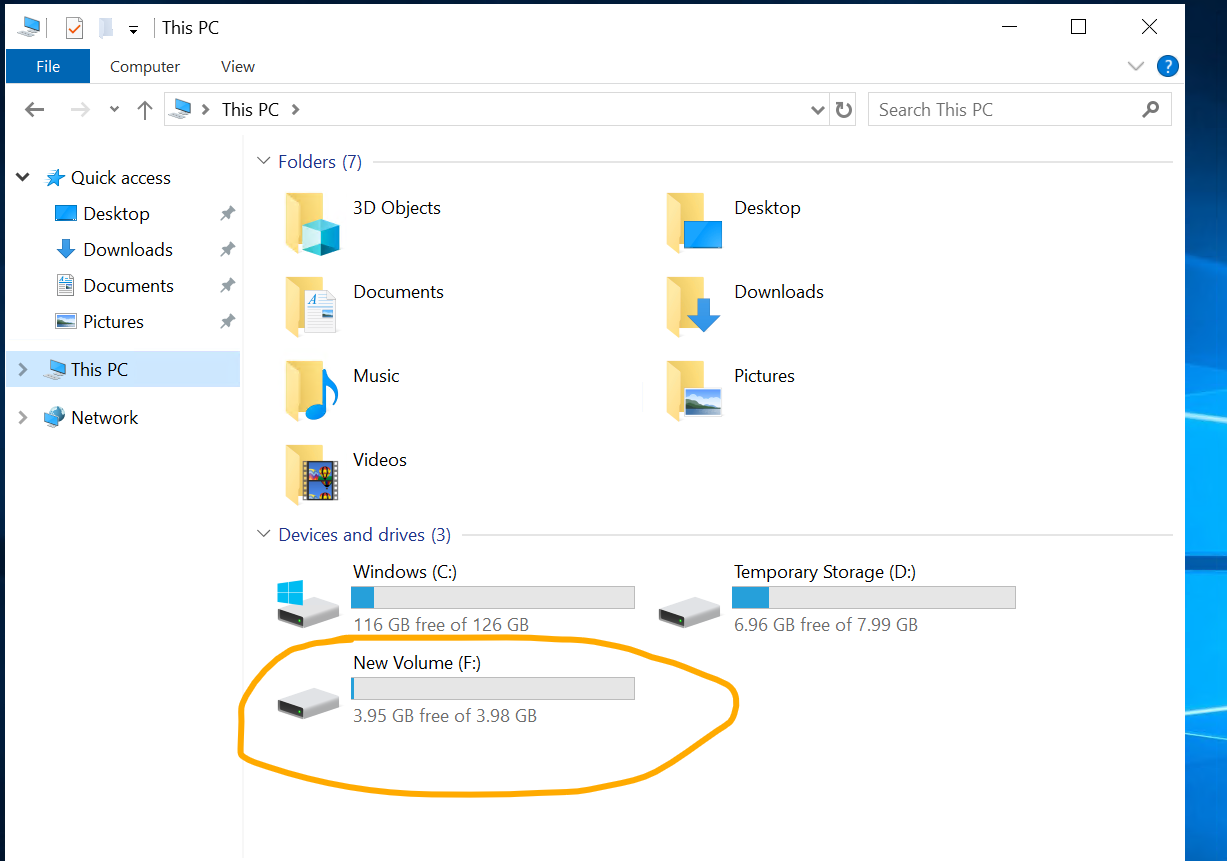 This PC
File Computer View ?
This PC Search This PC
Quick access
Desktop
Downloads
Documents
Pictures
This PC
Network
Folders (7)
3D Objects Desktop
Documents Downloads
Music Pictures
Videos
Devices and drives (3)
Windows (C:) Temporary Storage (D:)
116 GB free of 126 GB 6.96 GB free of 7.99 GB
New Volume (F:)
3.95 GB free of 3.98 GB